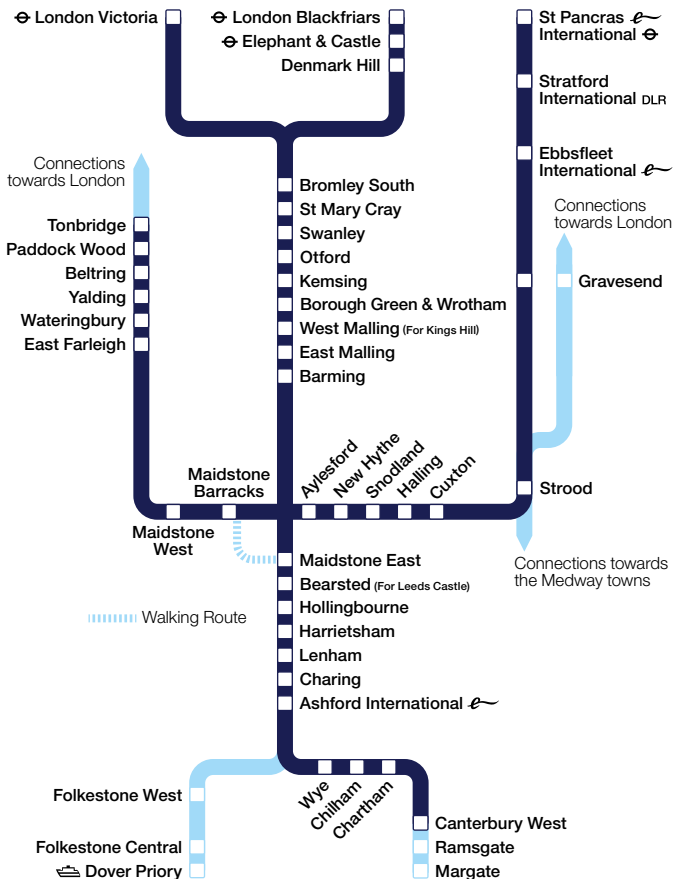 London Victoria
London Blackfriars
Elephant & Castle
Denmark Hill
St Pancras
International
Stratford
International DLR
Ebbsfleet
International
Connections
towards London
Connections
towards London
Tonbridge
Paddock Wood
Beltring
Yalding
Wateringbury
East Farleigh
Bromley South
St Mary Cray
Swanley
Otford
Kemsing
Borough Green & Wrotham
West Malling (For Kings Hill)
East Malling
Barming
Gravesend
Maidstone
Barracks
Aylesford
New Hythe
Snodland
Halling
Cuxton
Strood
Maidstone
West
Connections towards
the Medway towns
Maidstone East
Bearsted (For Leeds Castle)
Hollingbourne
Harrietsham
Lenham
Charing
Ashford International
Walking Route
Wye
Chilham
Chartham
Folkestone West
Folkestone Central
Dover Priory
Canterbury West
Ramsgate
Margate